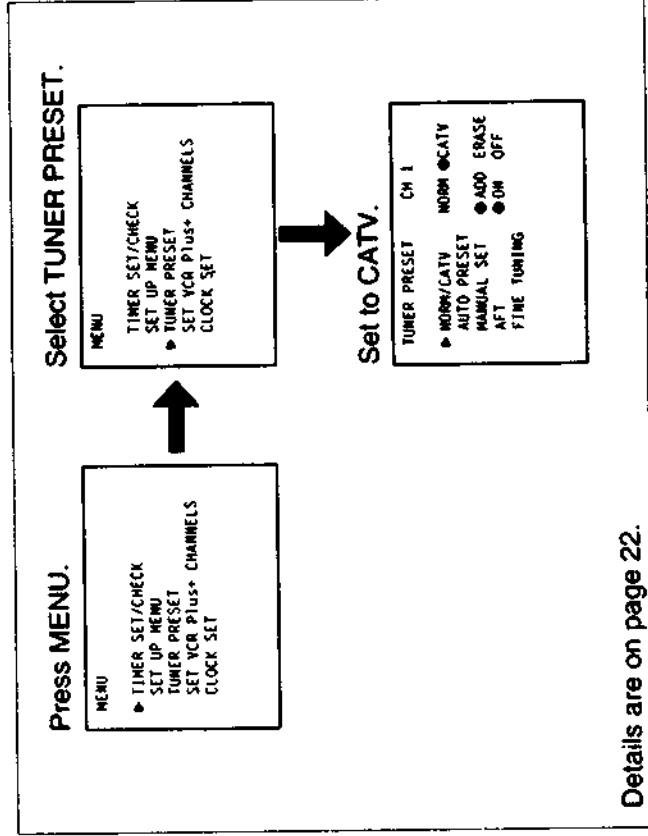 Press MENU.
MENU
▶ TIMER SET/CHECK
SET UP MENU
TUNER PRESET
SET VCR Plus+ CHANNELS
CLOCK SET
Select TUNER PRESET.
MENU
TIMER SET/CHECK
SET UP MENU
▶ TUNER PRESET
SET VCR Plus+ CHANNELS
CLOCK SET
Set to CATV.
TUNER PRESET CH 1
▶ NORM/CATV NORM ●CATV
AUTO PRESET
MANUAL SET ●ADD ERASE
AFT ●ON OFF
FINE TUNING
Details are on page 22.